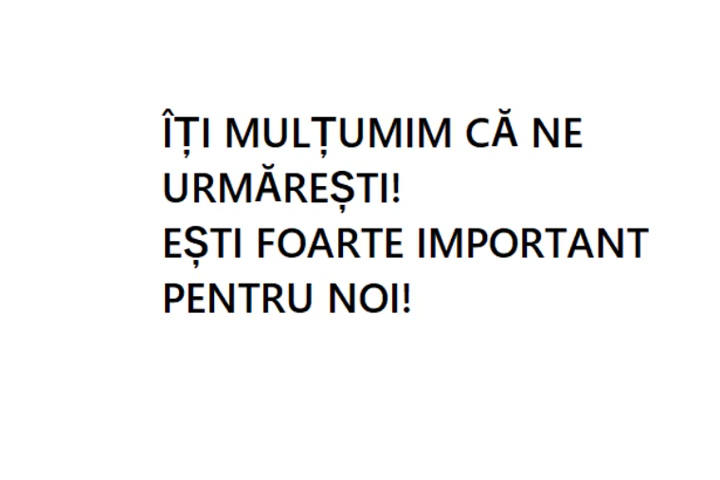 ÎȚI MULȚUMIM CĂ NE
URMĂREȘTI!
EȘTI FOARTE IMPORTANT
PENTRU NOI!